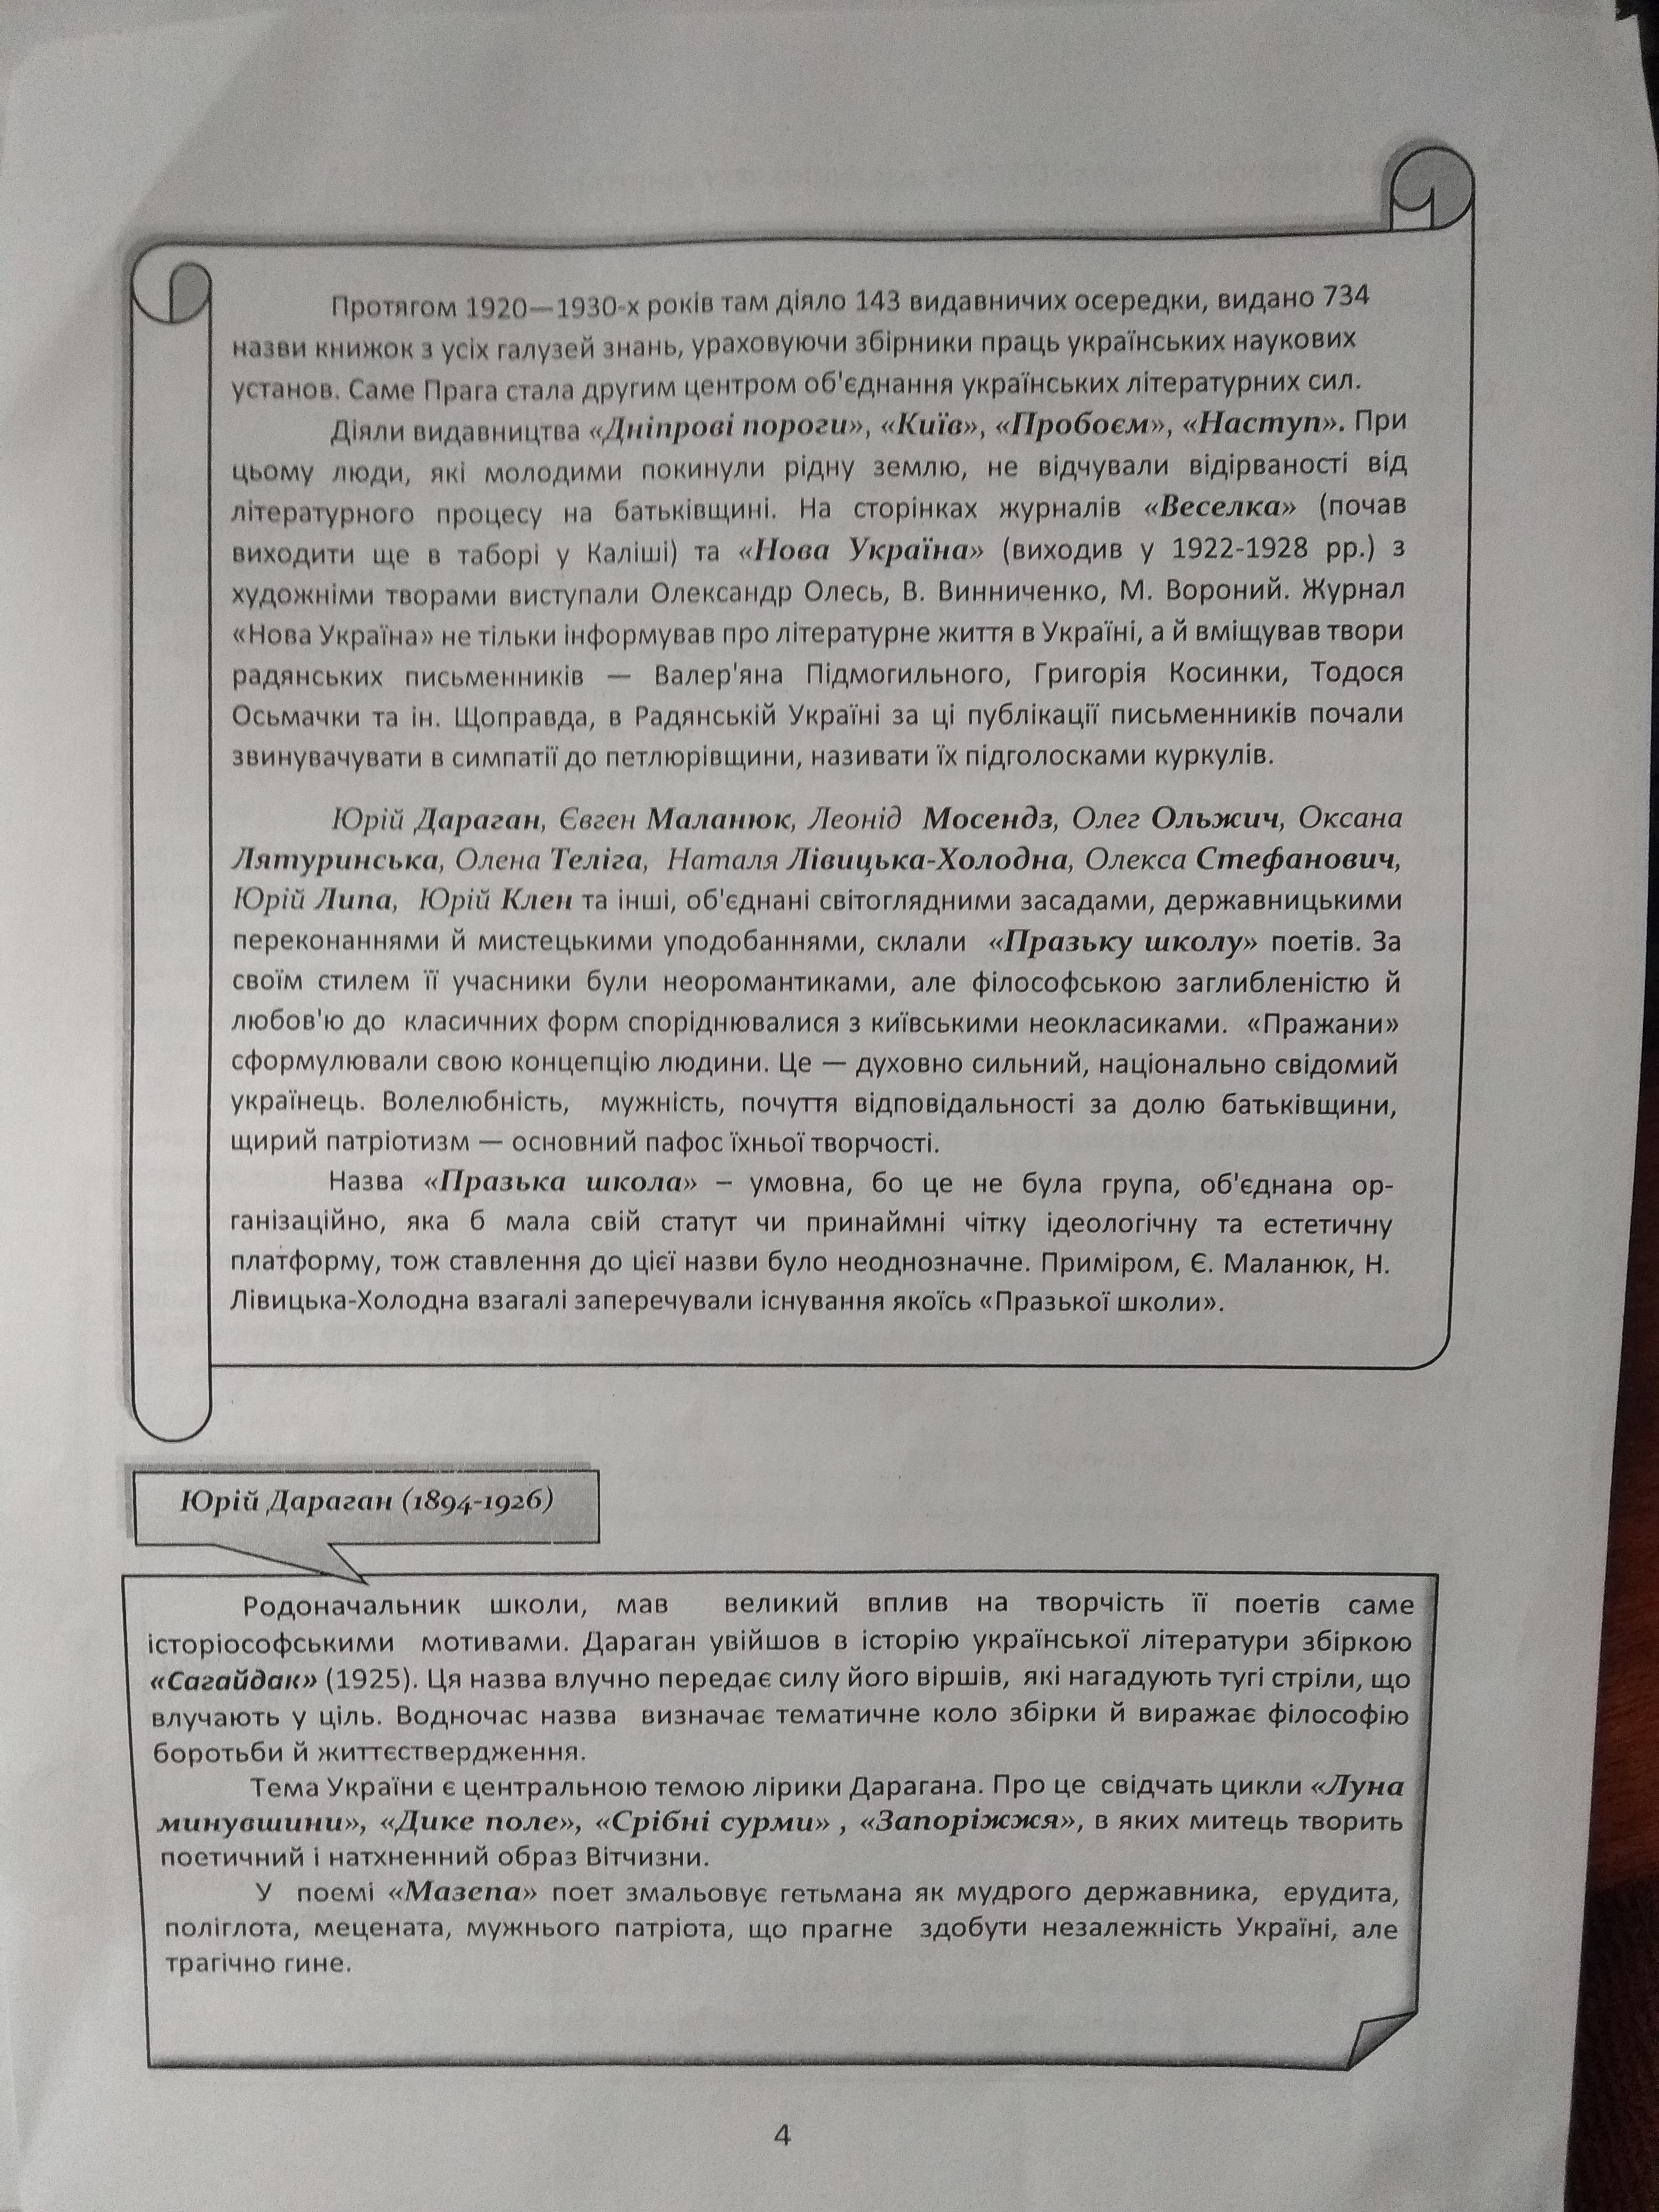 Протягом 1920—1930-х років там діяло 143 видавничих осередки, видано 734
назви книжок з усіх галузей знань, ураховуючи збірники праць українських наукових
установ. Саме Прага стала другим центром об'єднання українських літературних сил.
Діяли видавництва «Дніпрові пороги», «Київ», «Пробоєм», «Наступ». При
цьому люди, які молодими покинули рідну землю, не відчували відірваності від
літературного процесу на батьківщині. На сторінках журналів «Веселка» (почав
виходити ще в таборі у Каліші) та «Нова Україна» (виходив у 1922-1928 рр.) з
художніми творами виступали Олександр Олесь, В. Винниченко, М. Вороний. Журнал
«Нова Україна» не тільки інформував про літературне життя в Україні, а й вміщував твори
радянських письменників — Валер'яна Підмогильного, Григорія Косинки, Тодося
Осьмачки та ін. Щоправда, в Радянській Україні за ці публікації письменників почали
звинувачувати в симпатії до петлюрівщини, називати їх підголосками куркулів.
Юрій Дараган, Євген Маланюк, Леонід Мосендз, Олег Ольжич, Оксана
Лятуринська, Олена Теліга, Наталя Лівицька-Холодна, Олекса Стефанович,
Юрій Липа, Юрій Клен та інші, об'єднані світоглядними засадами, державницькими
переконаннями й мистецькими уподобаннями, склали «Празьку школу» поетів. За
своїм стилем її учасники були неоромантиками, але філософською заглибленістю й
любов'ю до класичних форм споріднювалися з київськими неокласиками. «Пражани»
сформулювали свою концепцію людини. Це — духовно сильний, національно свідомий
українець. Волелюбність, мужність, почуття відповідальності за долю батьківщини,
щирий патріотизм — основний пафос їхньої творчості.
Назва «Празька школа» – умовна, бо це не була група, об'єднана ор-
ганізаційно, яка б мала свій статут чи принаймні чітку ідеологічну та естетичну
платформу, тож ставлення до цієї назви було неоднозначне. Приміром, Є. Маланюк, Н.
Лівицька-Холодна взагалі заперечували існування якоїсь «Празької школи».
Юрій Дараган (1894-1926)
Родоначальник школи, мав великий вплив на творчість її поетів саме
історіософськими мотивами. Дараган увійшов в історію української літератури збіркою
«Сагайдак» (1925). Ця назва влучно передає силу його віршів, які нагадують тугі стріли, що
влучають у ціль. Водночас назва визначає тематичне коло збірки й виражає філософію
боротьби й життєствердження.
Тема України є центральною темою лірики Дарагана. Про це свідчать цикли «Луна
минувшини», «Дике поле», «Срібні сурми» , «Запоріжжя», в яких митець творить
поетичний і натхненний образ Вітчизни.
У поемі «Мазепа» поет змальовує гетьмана як мудрого державника, ерудита,
поліглота, мецената, мужнього патріота, що прагне здобути незалежність Україні, але
трагічно гине.
4